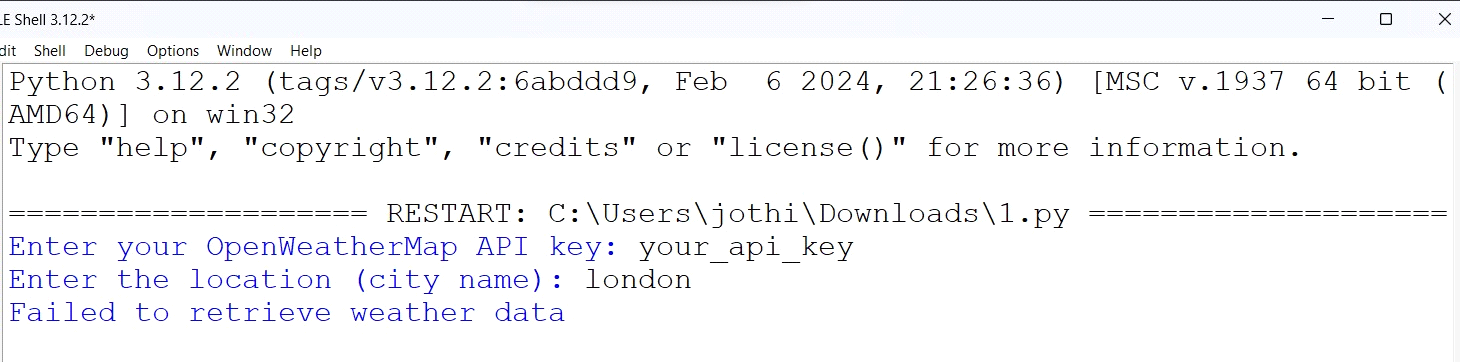 LE Shell 3.12.2*
dit Shell Debug Options Window Help
Python 3.12.2 (tags/v3.12.2:6abddd9, Feb  6 2024, 21:26:36) [MSC v.1937 64 bit (
AMD64)] on win32
Type "help", "copyright", "credits" or "license()" for more information.
==================== RESTART: C:\Users\jothi\Downloads\1.py ====================
Enter your OpenWeatherMap API key: your_api_key
Enter the location (city name): london
Failed to retrieve weather data